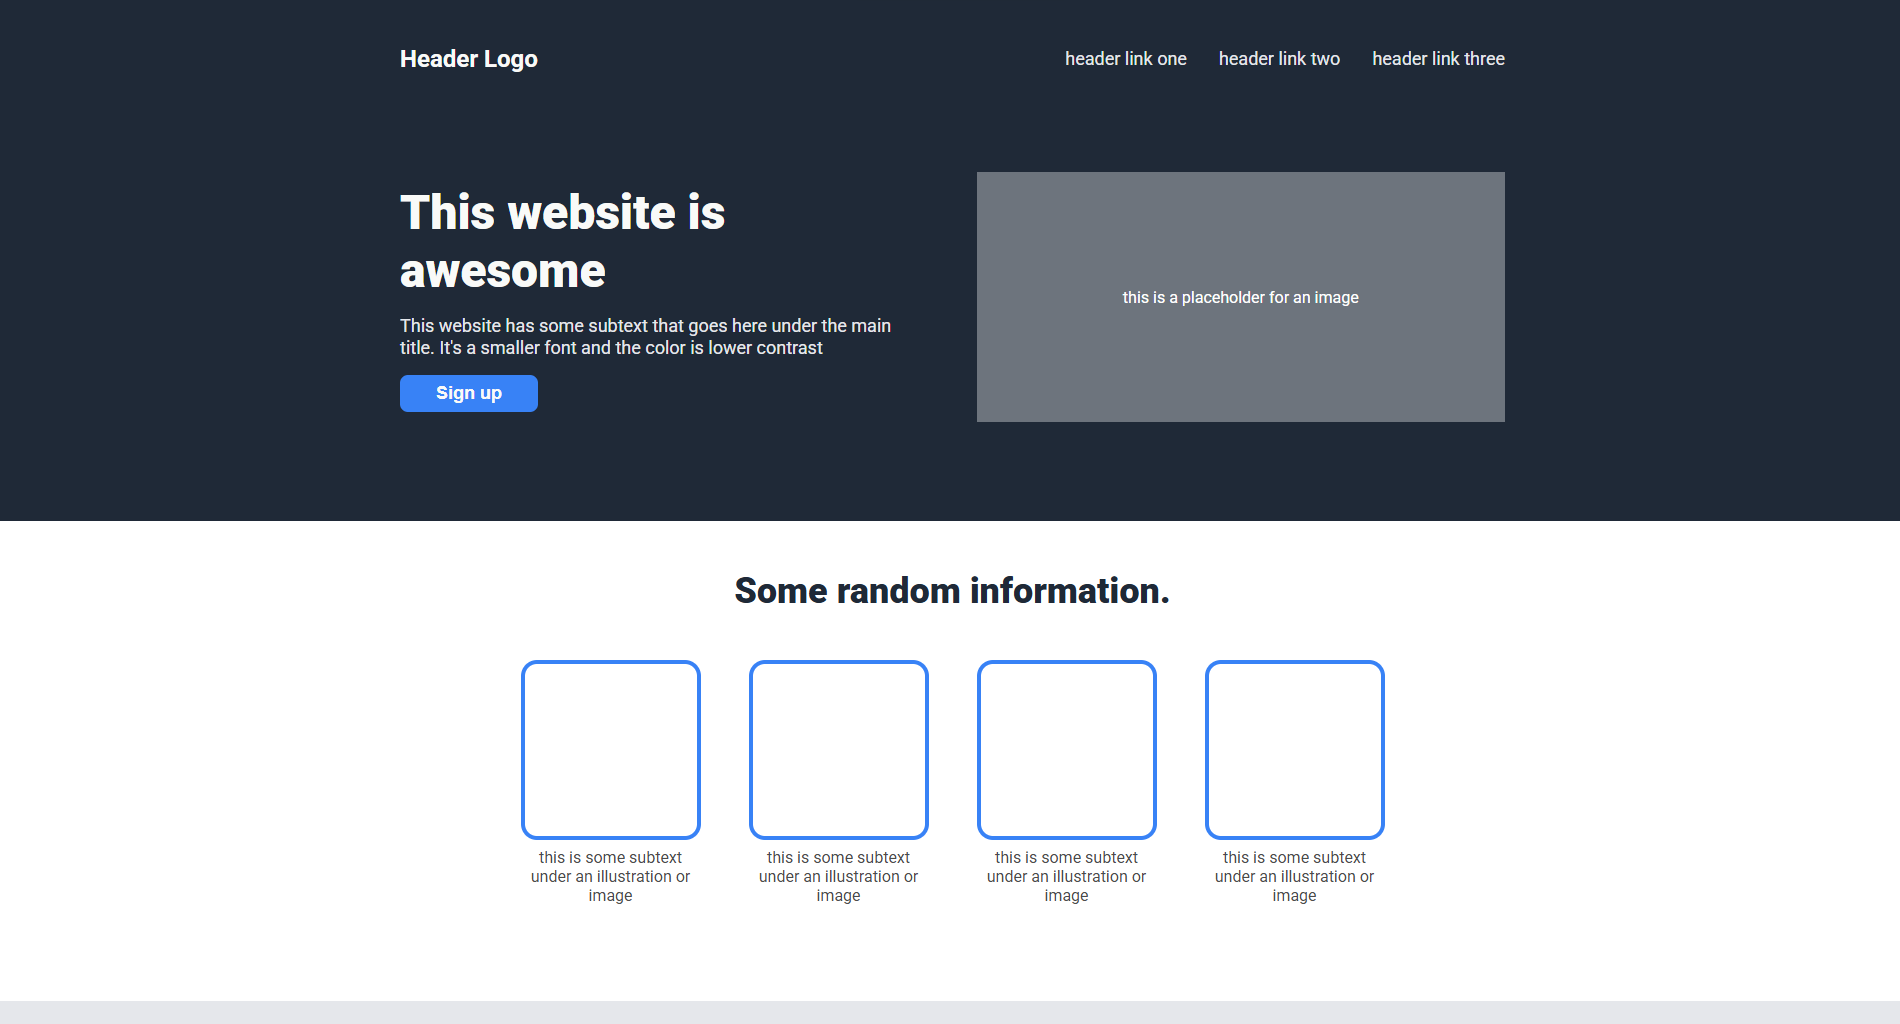 Header Logo
header link one
header link two
header link three
This website is
awesome
This website has some subtext that goes here under the main
title. It's a smaller font and the color is lower contrast
Sign up
this is a placeholder for an image
Some random information.
this is some subtext
under an illustration or
image
this is some subtext
under an illustration or
image
this is some subtext
under an illustration or
image
this is some subtext
under an illustration or
image